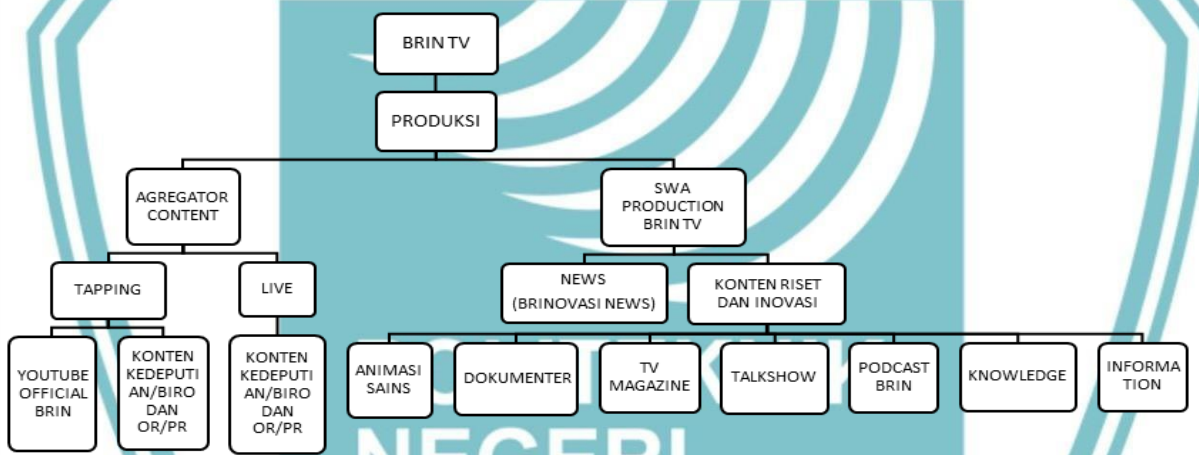 BRIN TV
PRODUKSI
AGREGATOR
CONTENT
SWA
PRODUCTION
BRIN TV
TAPPING
LIVE
NEWS
(BRINOVASI NEWS)
KONTEN RISET
DAN INOVASI
YOUTUBE
OFFICIAL
BRIN
KONTEN
KEDEPUTI
AN/BIRO
DAN
OR/PR
KONTEN
KEDEPUTI
AN/BIRO
DAN
OR/PR
ANIMASI
SAINS
DOKUMENTER
TV
MAGAZINE
TALKSHOW
PODCAST
BRIN
KNOWLEDGE
INFORMA
TION
NEGERI